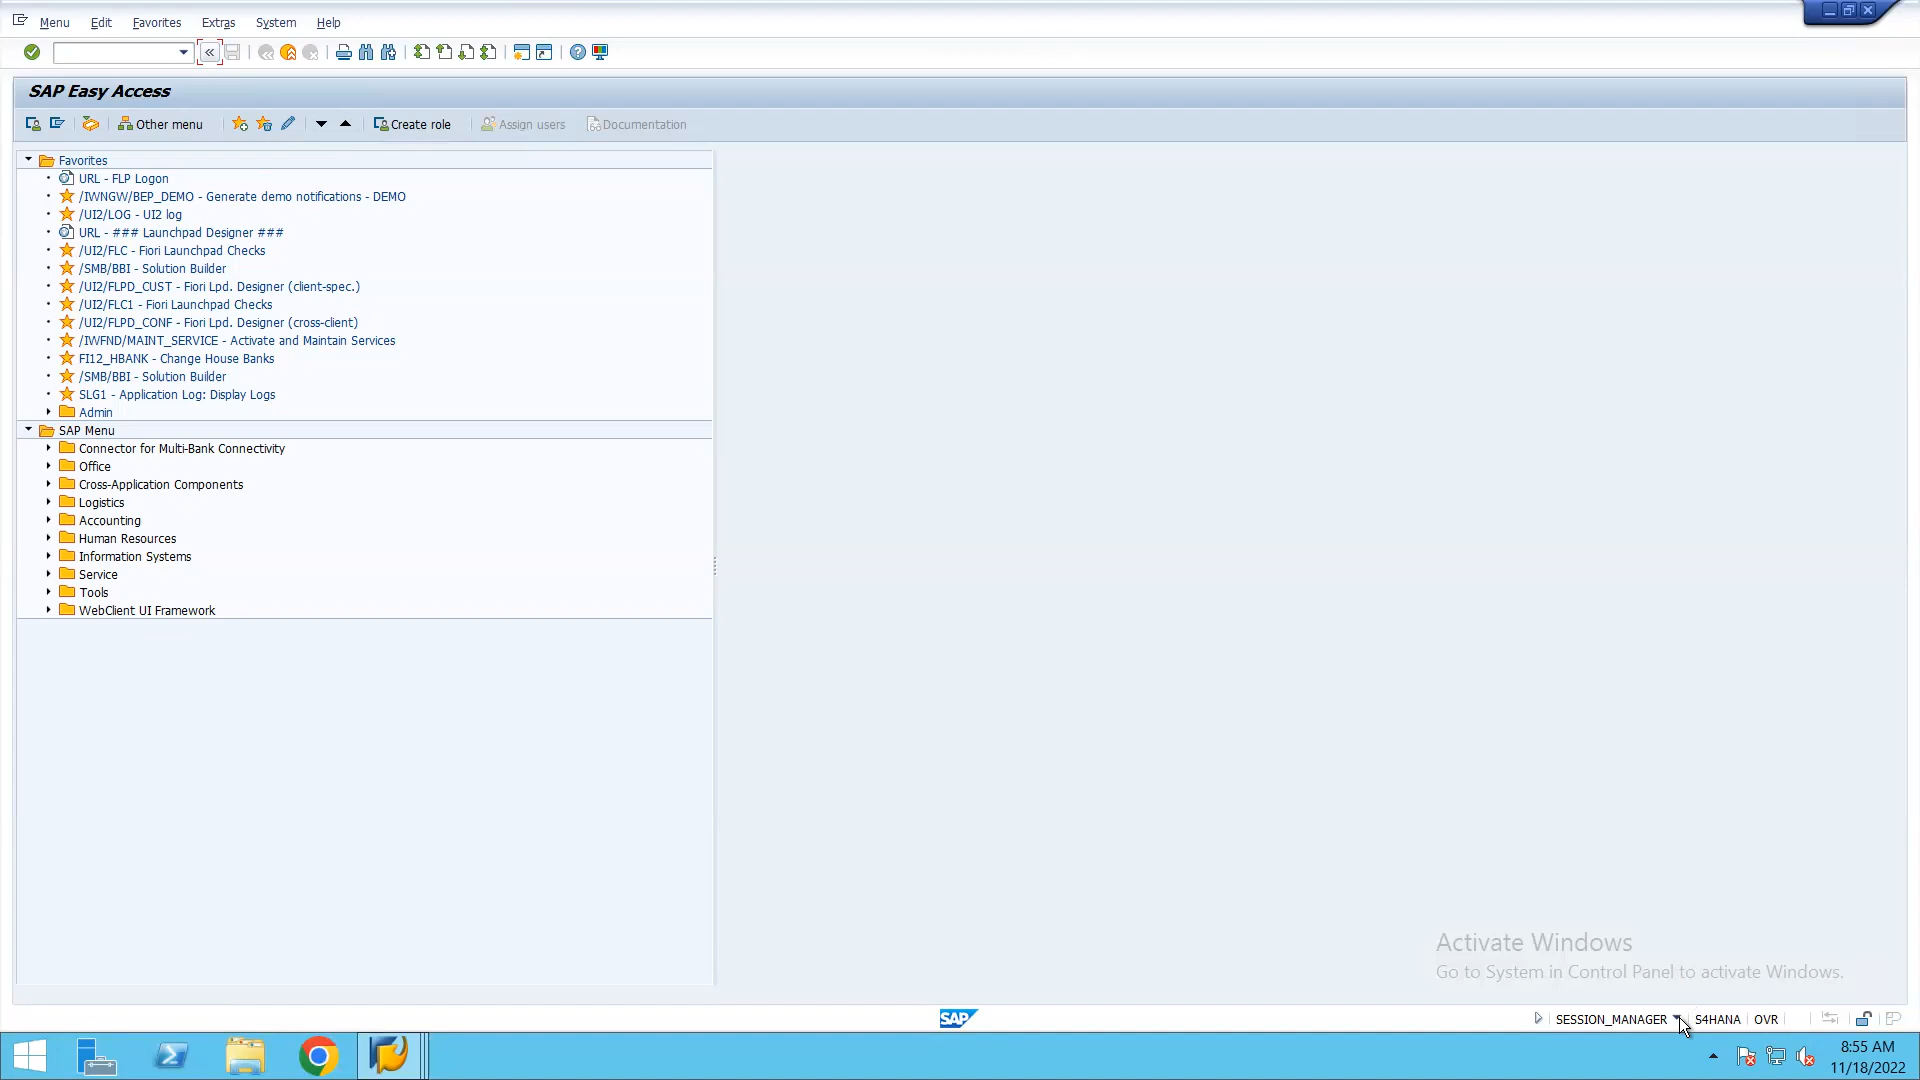 Menu Edit Favorites Extras System Help
SAP Easy Access
Other menu Create role Assign users Documentation
Favorites
URL - FLP Logon
/IWNGW/BEP_DEMO - Generate demo notifications - DEMO
/UI2/LOG - UI2 log
URL - ### Launchpad Designer ###
/UI2/FLC - Fiori Launchpad Checks
/SMB/BBI - Solution Builder
/UI2/FLPD_CUST - Fiori Lpd. Designer (client-spec.)
/UI2/FLC1 - Fiori Launchpad Checks
/UI2/FLPD_CONF - Fiori Lpd. Designer (cross-client)
/IWFND/MAINT_SERVICE - Activate and Maintain Services
FI12_HBANK - Change House Banks
/SMB/BBI - Solution Builder
SLG1 - Application Log: Display Logs
Admin
SAP Menu
Connector for Multi-Bank Connectivity
Office
Cross-Application Components
Logistics
Accounting
Human Resources
Information Systems
Service
Tools
WebClient UI Framework
Activate Windows
Go to System in Control Panel to activate Windows.
SAP
SESSION_MANAGER S4HANA OVR
8:55 AM
11/18/2022